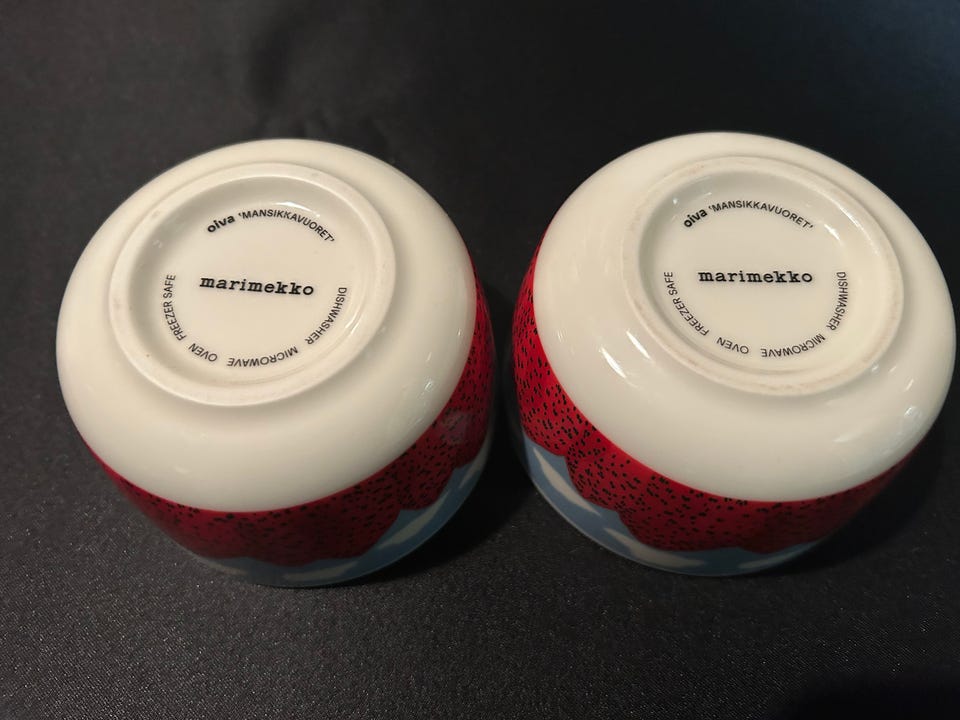 oiva 'MANSIKKAVUORET'
marimekko
DISHWASHER MICROWAVE OVEN FREEZER SAFE
oiva 'MANSIKKAVUORET'
marimekko
DISHWASHER MICROWAVE OVEN FREEZER SAFE